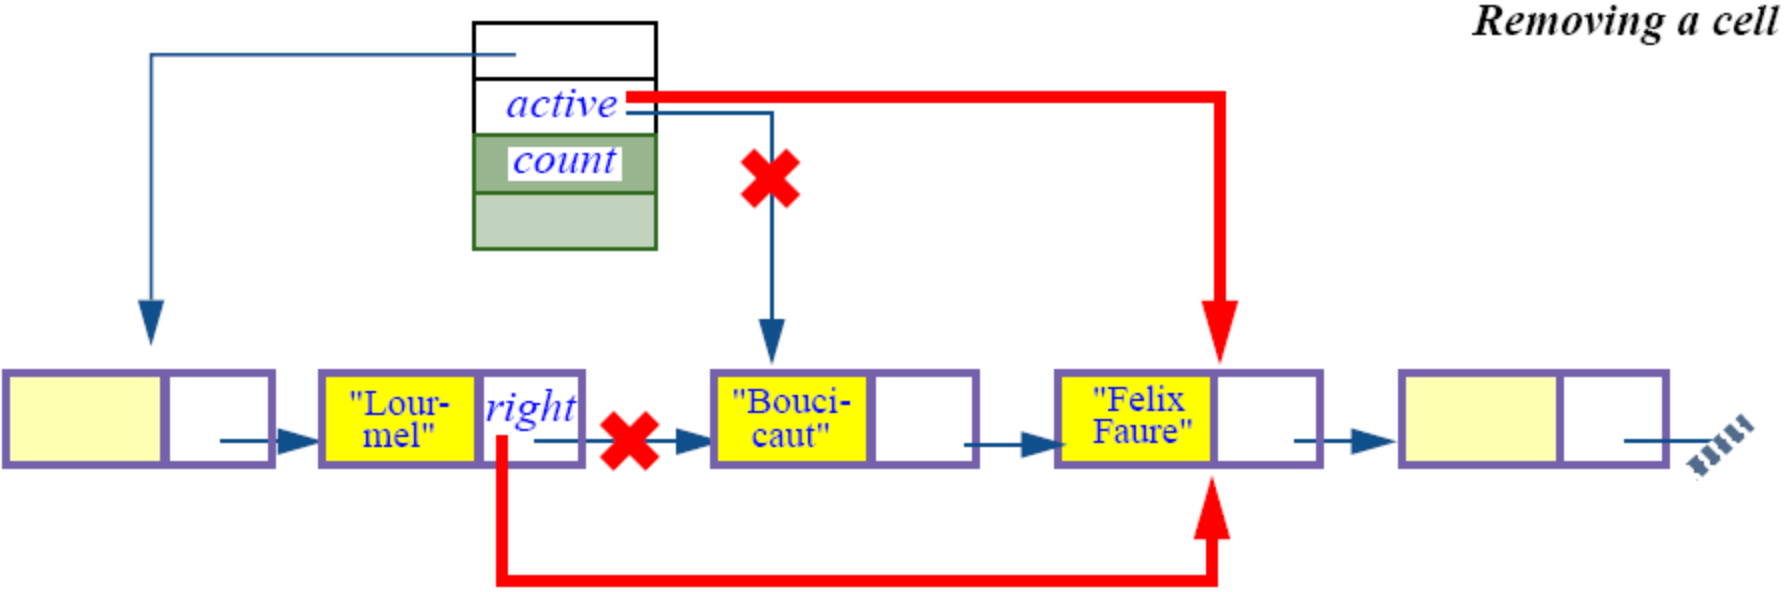 Removing a cell
active
count
"Lour-
mel"
right
"Bouci-
caut"
"Felix
Faure"